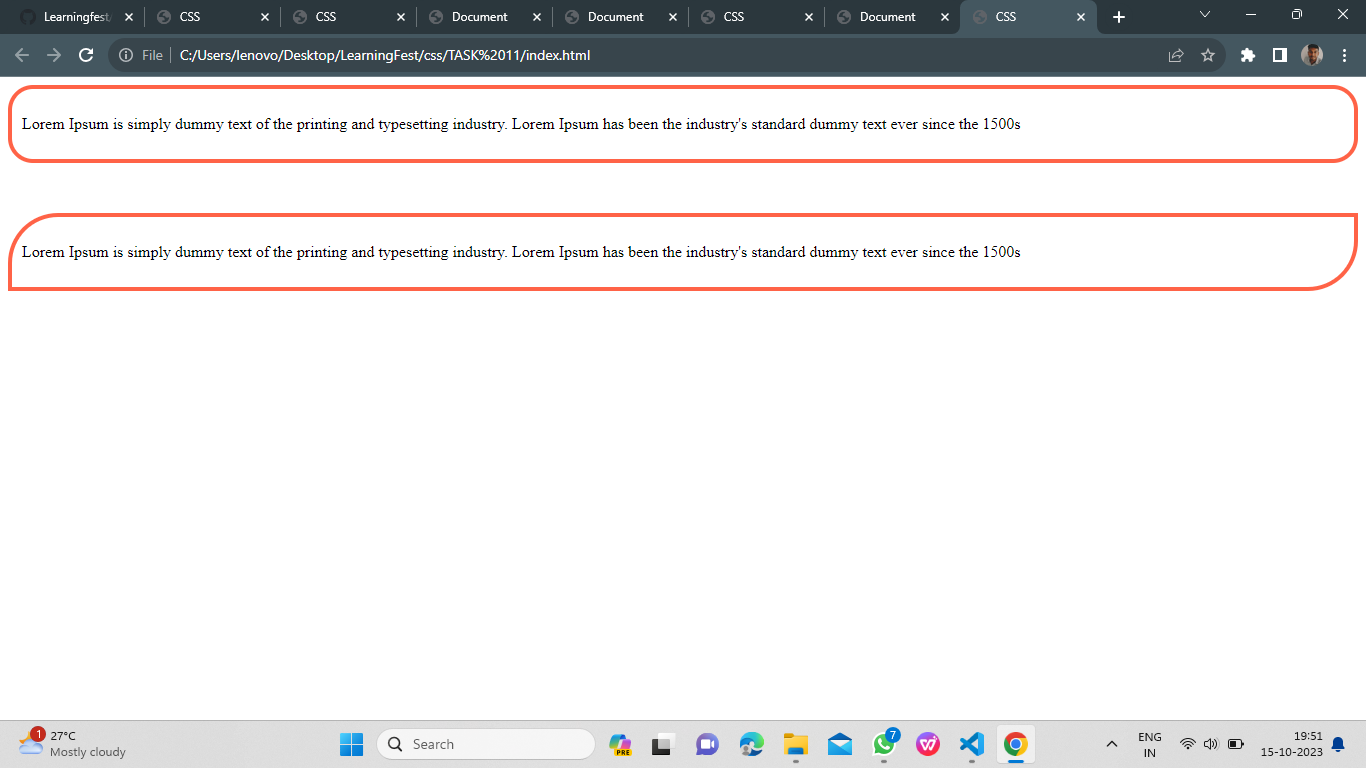 Learningfest/ CSS CSS Document Document CSS Document CSS
File C:/Users/lenovo/Desktop/LearningFest/css/TASK%2011/index.html
Lorem Ipsum is simply dummy text of the printing and typesetting industry. Lorem Ipsum has been the industry's standard dummy text ever since the 1500s
Lorem Ipsum is simply dummy text of the printing and typesetting industry. Lorem Ipsum has been the industry's standard dummy text ever since the 1500s
1
27°C
Mostly cloudy
Search
PRE
7
ENG
IN
19:51
15-10-2023